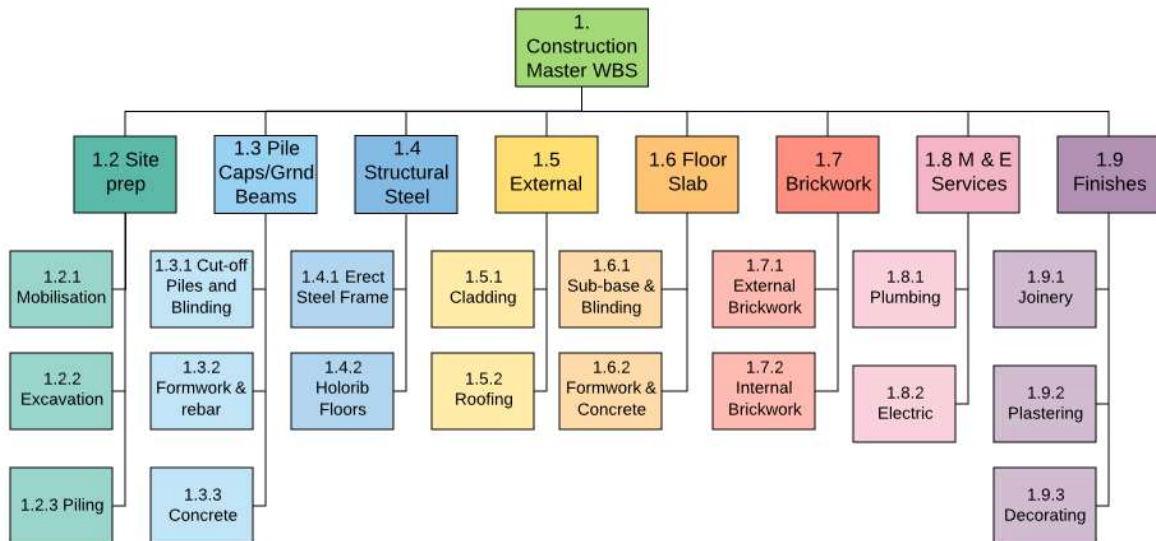 1.
Construction
Master WBS
1.2 Site
prep
1.3 Pile
Caps/Grnd
Beams
1.4
Structural
Steel
1.5
External
1.6 Floor
Slab
1.7
Brickwork
1.8 M & E
Services
1.9
Finishes
1.2.1
Mobilisation
1.3.1 Cut-off
Piles and
Blinding
1.4.1 Erect
Steel Frame
1.5.1
Cladding
1.6.1
Sub-base &
Blinding
1.7.1
External
Brickwork
1.8.1
Plumbing
1.9.1
Joinery
1.2.2
Excavation
1.3.2
Formwork &
rebar
1.4.2
Holorib
Floors
1.5.2
Roofing
1.6.2
Formwork &
Concrete
1.7.2
Internal
Brickwork
1.8.2
Electric
1.9.2
Plastering
1.2.3 Piling
1.3.3
Concrete
1.9.3
Decorating